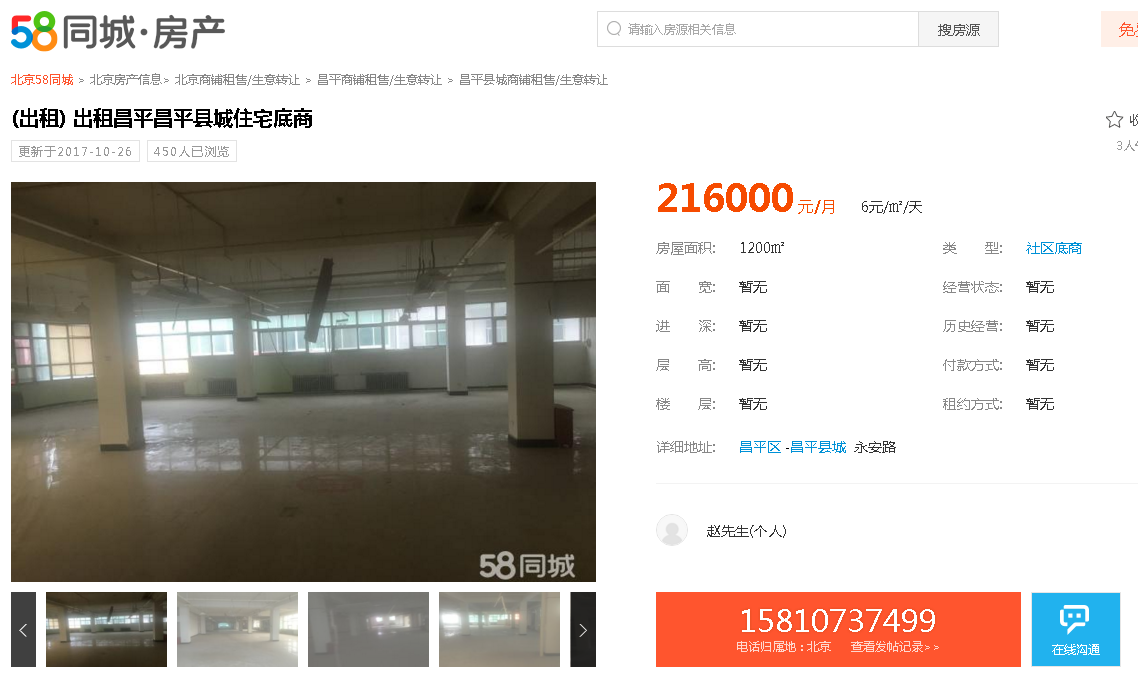 58同城·房产
请输入房源相关信息
搜房源
免
北京58同城 > 北京房产信息> 北京商铺租售/生意转让 > 昌平商铺租售/生意转让 > 昌平县城商铺租售/生意转让
(出租) 出租昌平昌平县城住宅底商
更新于2017-10-26 450人已浏览
3人
216000 元/月 6元/㎡/天
房屋面积: 1200㎡ 类 型: 社区底商
面 宽: 暂无 经营状态: 暂无
进 深: 暂无 历史经营: 暂无
层 高: 暂无 付款方式: 暂无
楼 层: 暂无 租约方式: 暂无
详细地址: 昌平区 -昌平县城 永安路
赵先生(个人)
58同城
15810737499
电话归属地:北京 查看发帖记录>>
在线沟通